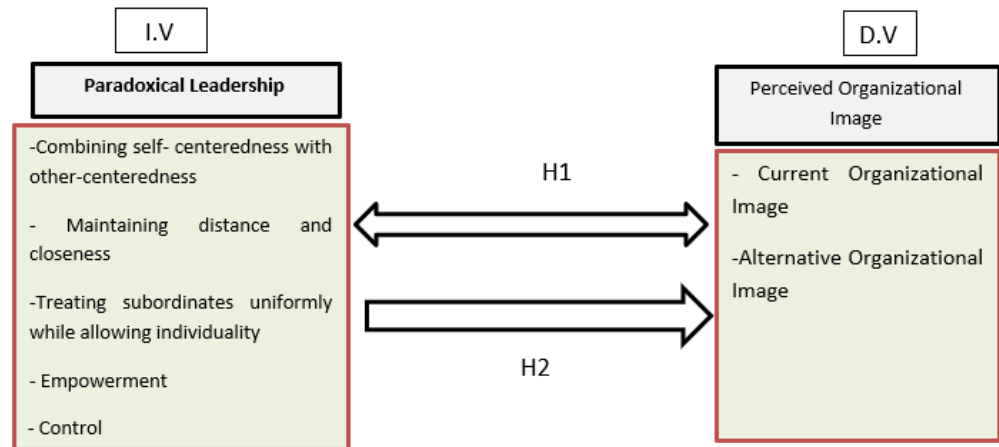 I.V
D.V
Paradoxical Leadership
Perceived Organizational
Image
-Combining self- centeredness with
other-centeredness
- Maintaining distance and
closeness
-Treating subordinates uniformly
while allowing individuality
- Empowerment
- Control
H1
H2
- Current Organizational
Image
-Alternative Organizational
Image